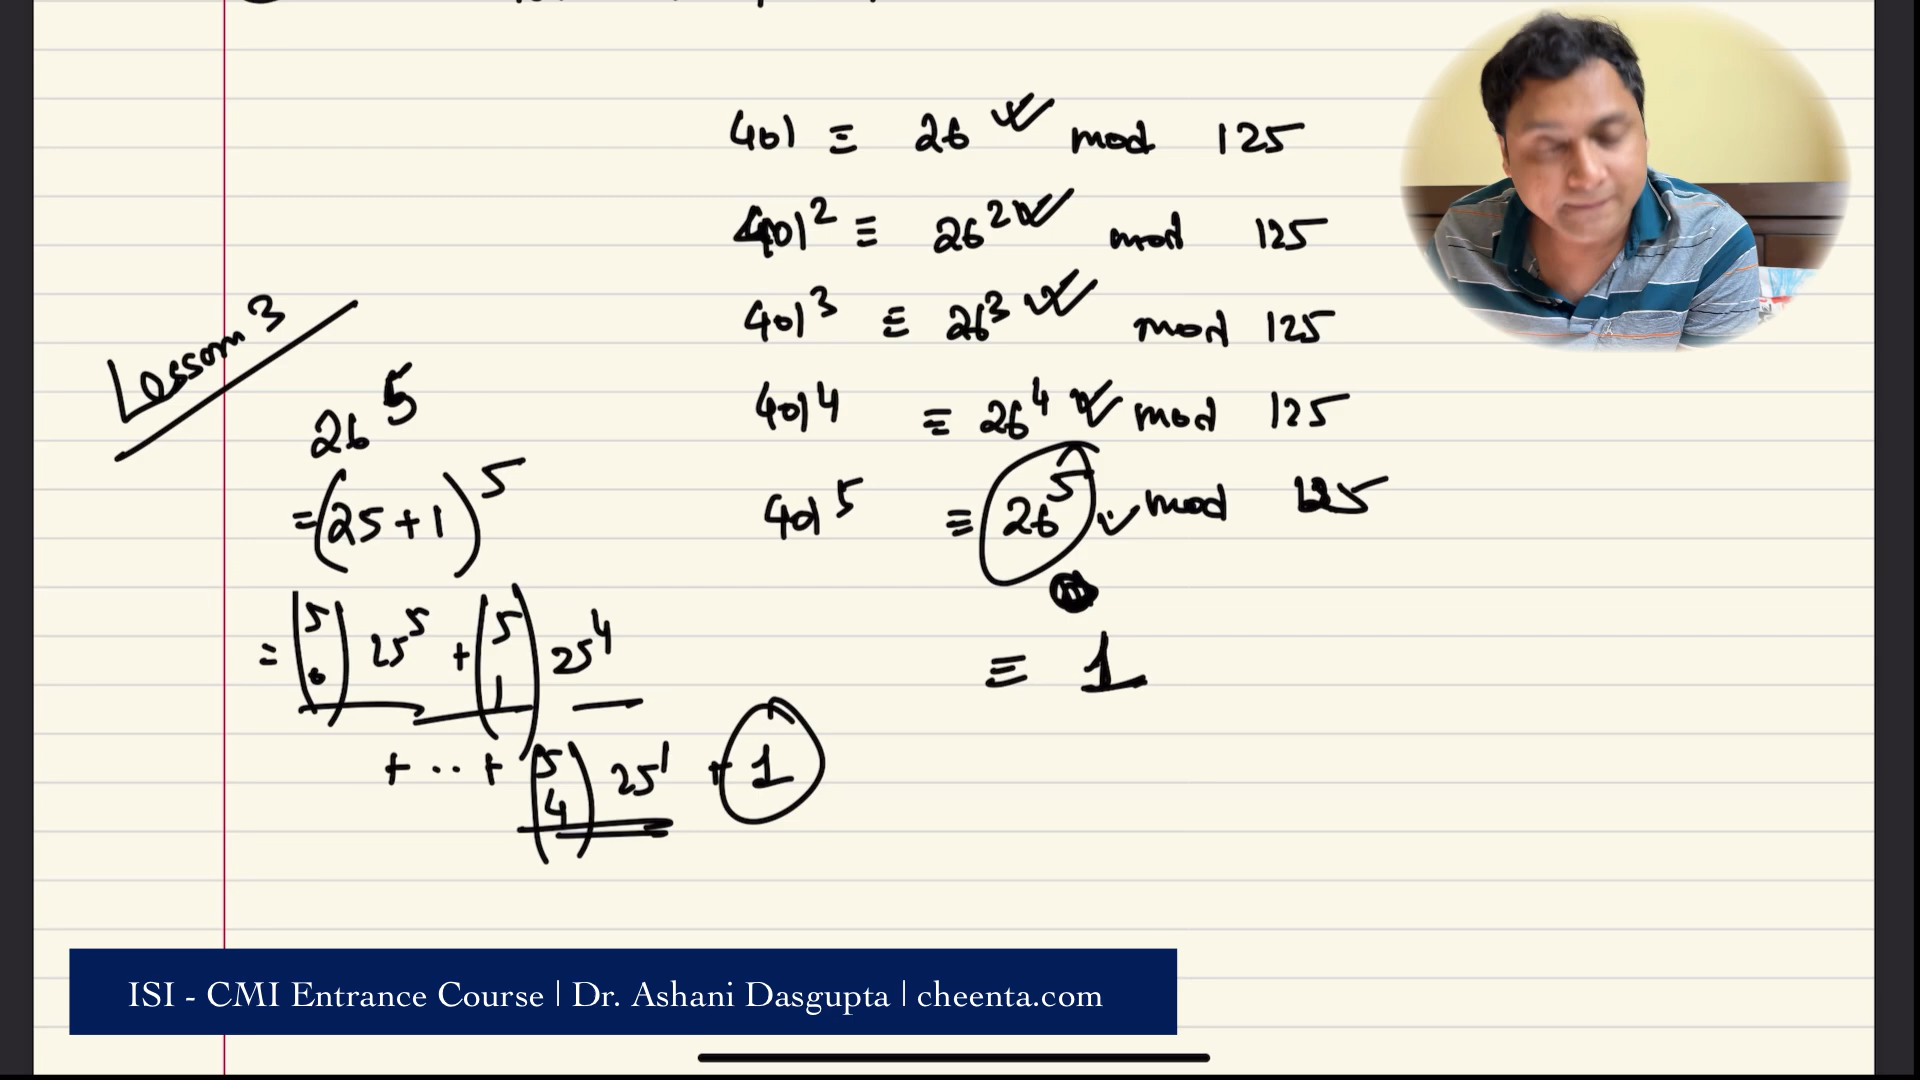 401 ≡ 26 mod 125
401² ≡ 26² mod 125
401³ ≡ 26³ mod 125
401⁴ ≡ 26⁴ mod 125
401⁵ ≡ 26⁵ mod 125
≡ 1
Lesson 3
26⁵
= (25 + 1)⁵
= (5 0) 25⁵ + (5 1) 25⁴
+ .. + (5 4) 25¹ + 1
ISI - CMI Entrance Course | Dr. Ashani Dasgupta | cheenta.com